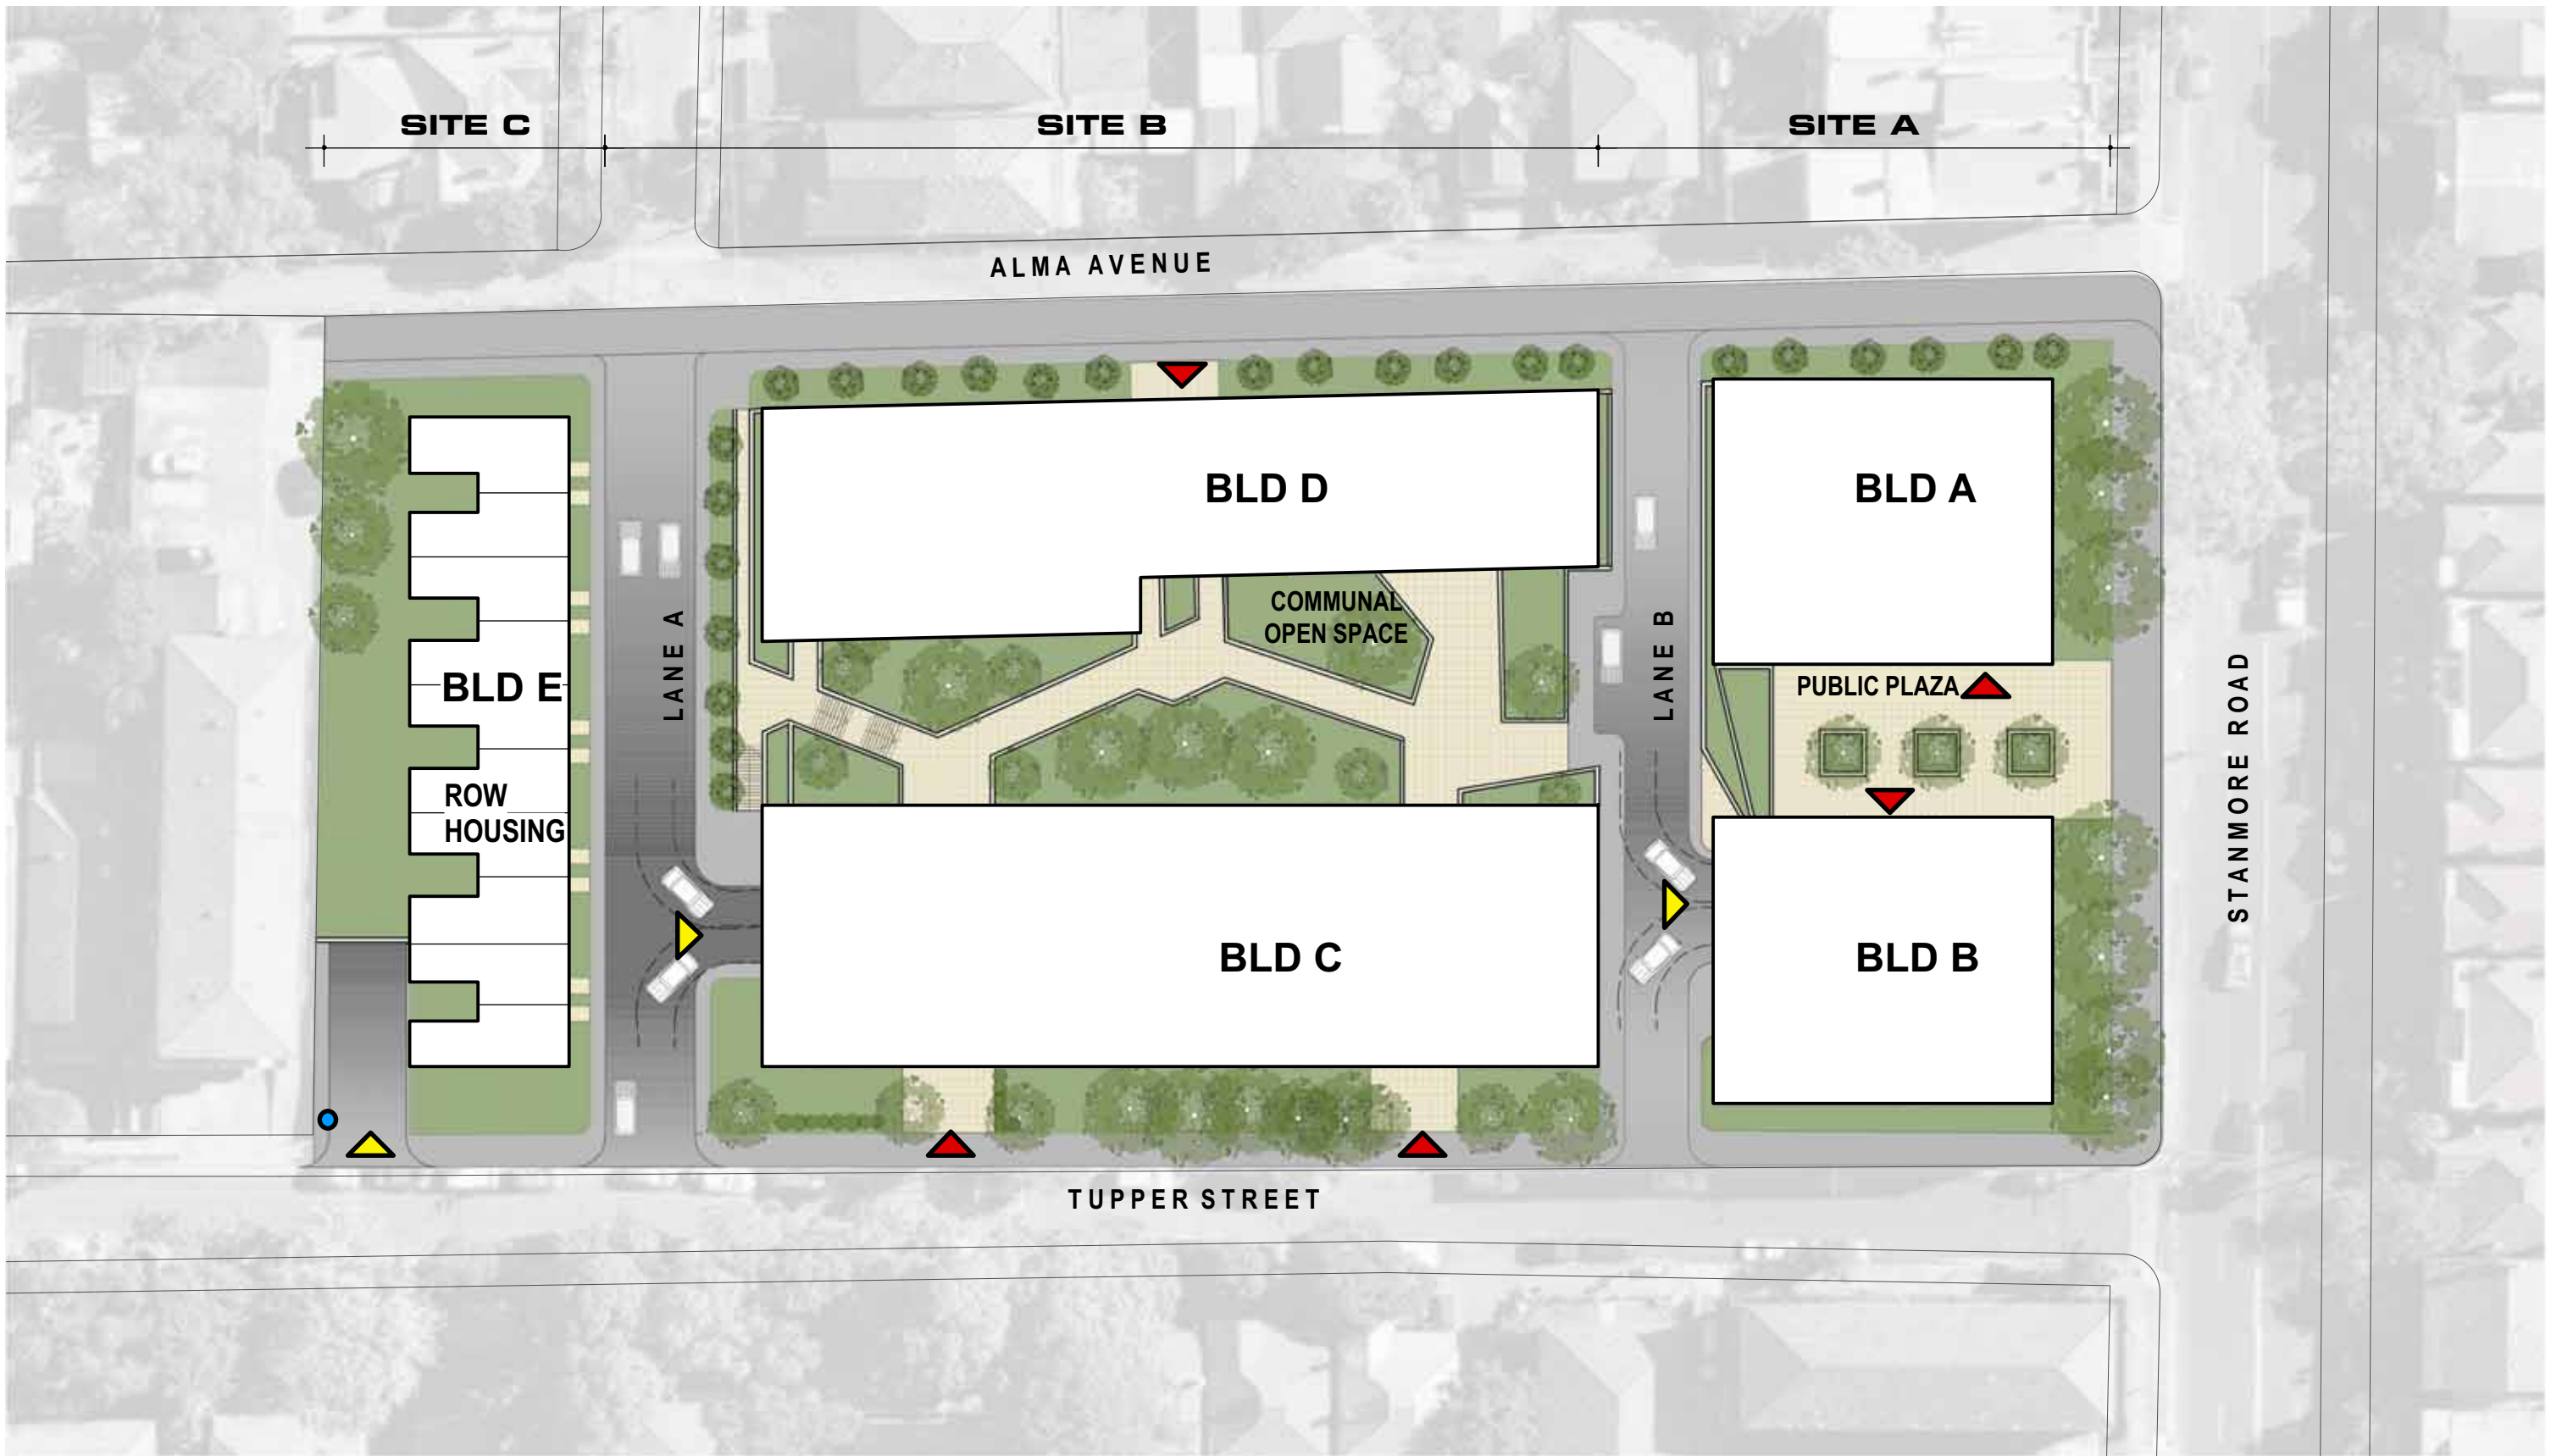 SITE C
SITE B
SITE A
ALMA AVENUE
BLD D
BLD A
COMMUNAL
OPEN SPACE
LANE A
LANE B
BLD E
PUBLIC PLAZA
STANMORE ROAD
ROW
HOUSING
BLD C
BLD B
TUPPER STREET